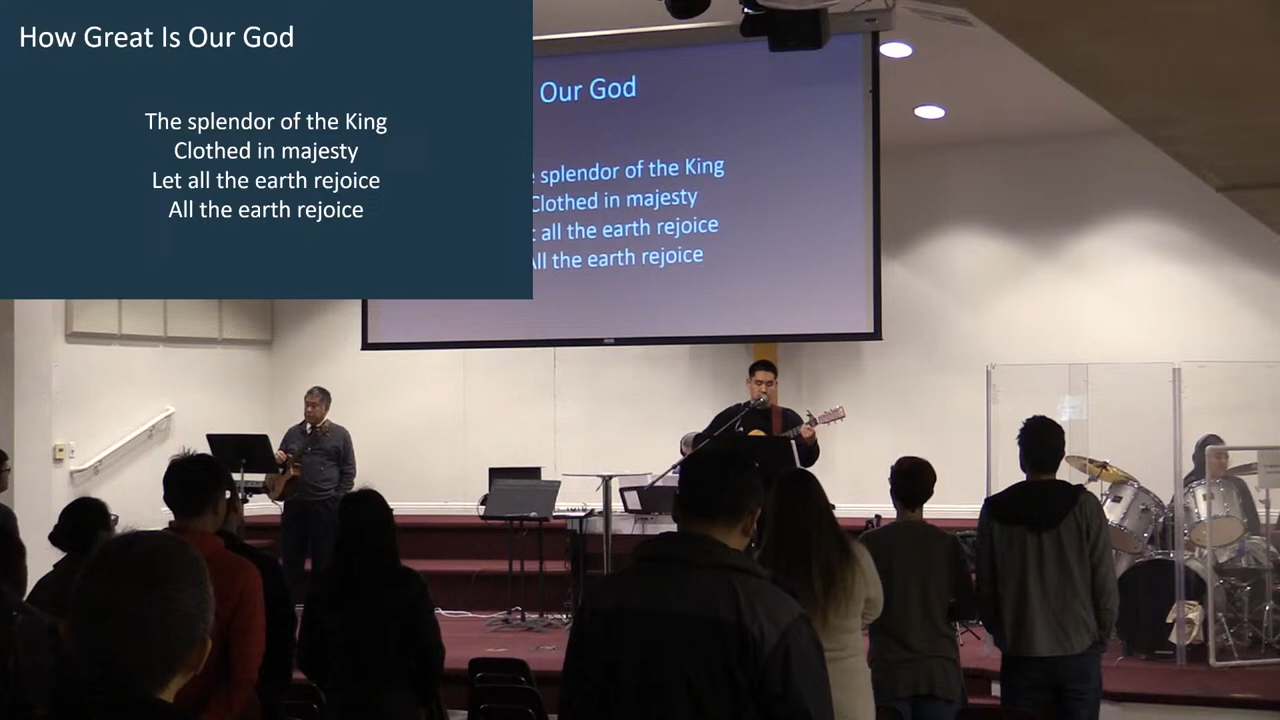 How Great Is Our God
The splendor of the King
Clothed in majesty
Let all the earth rejoice
All the earth rejoice
Our God
splendor of the King
Clothed in majesty
all the earth rejoice
All the earth rejoice